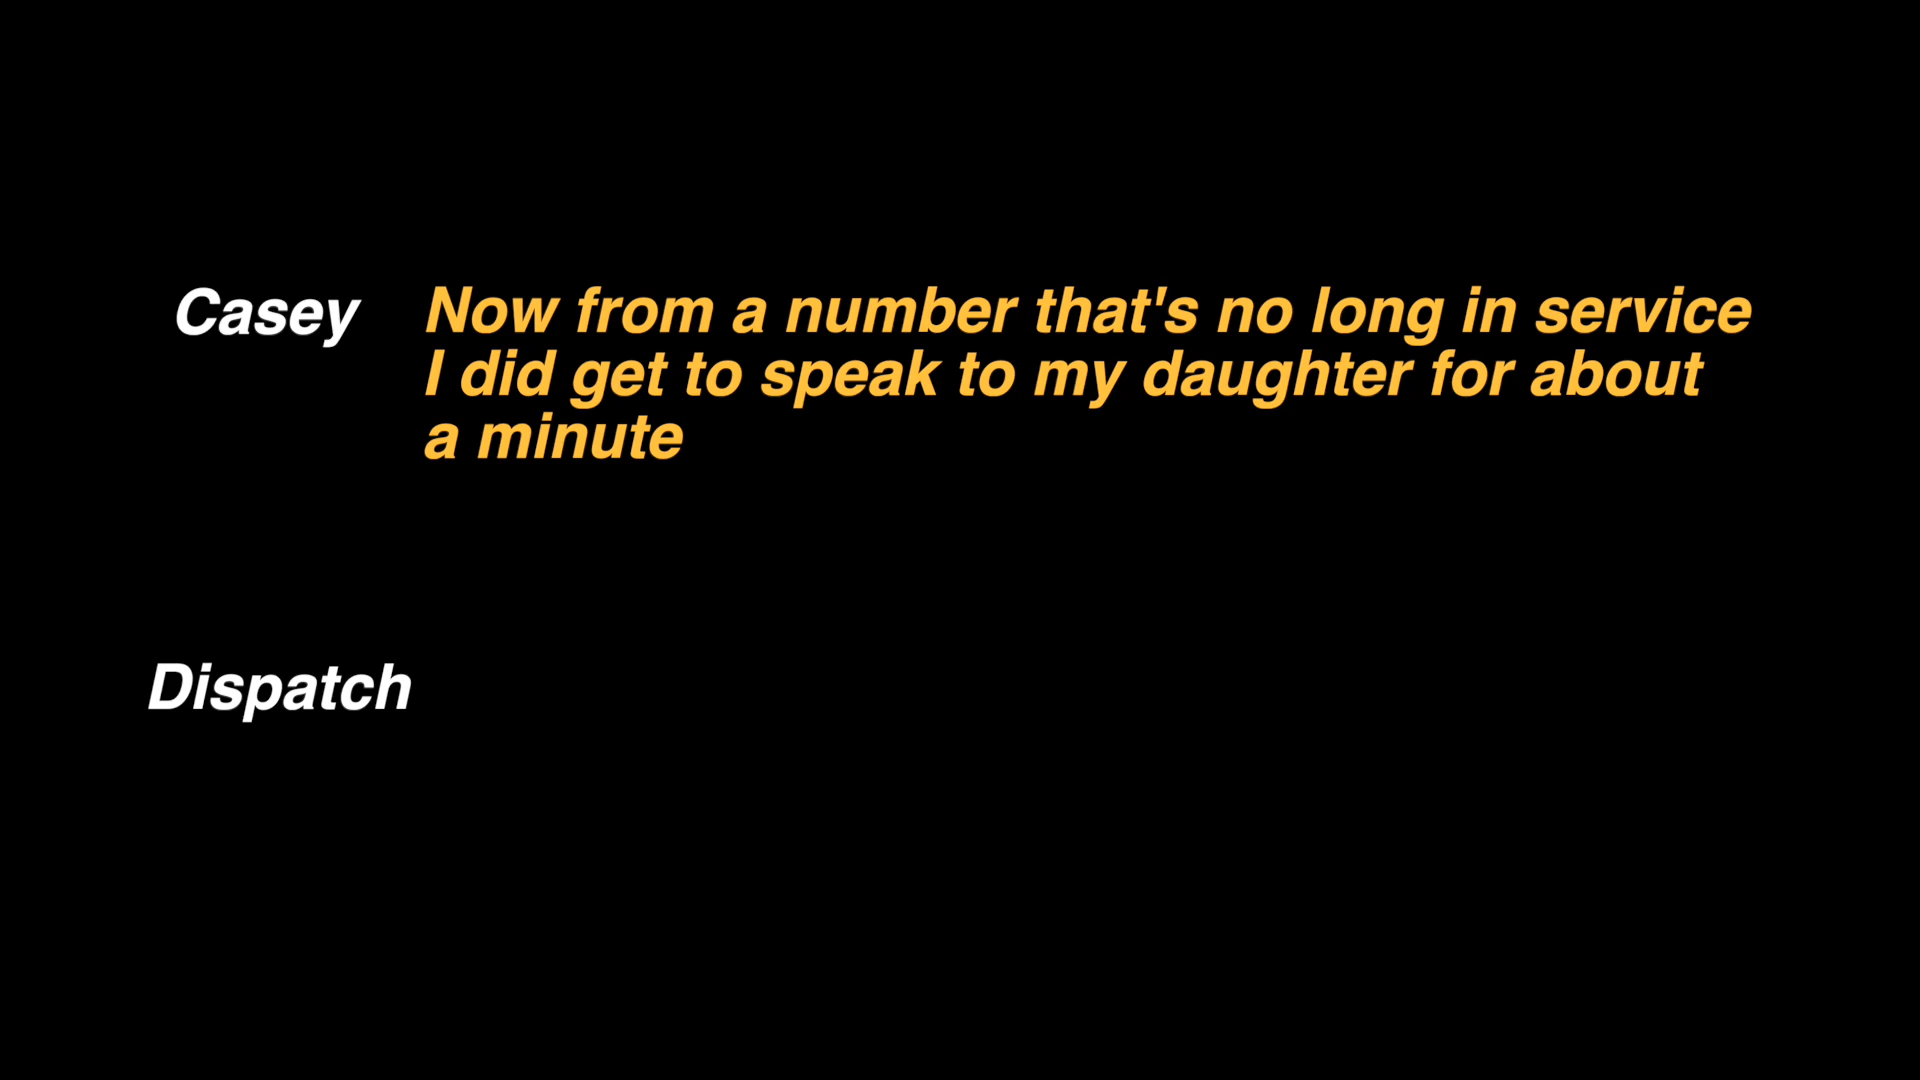 Casey Now from a number that's no long in service
I did get to speak to my daughter for about
a minute
Dispatch